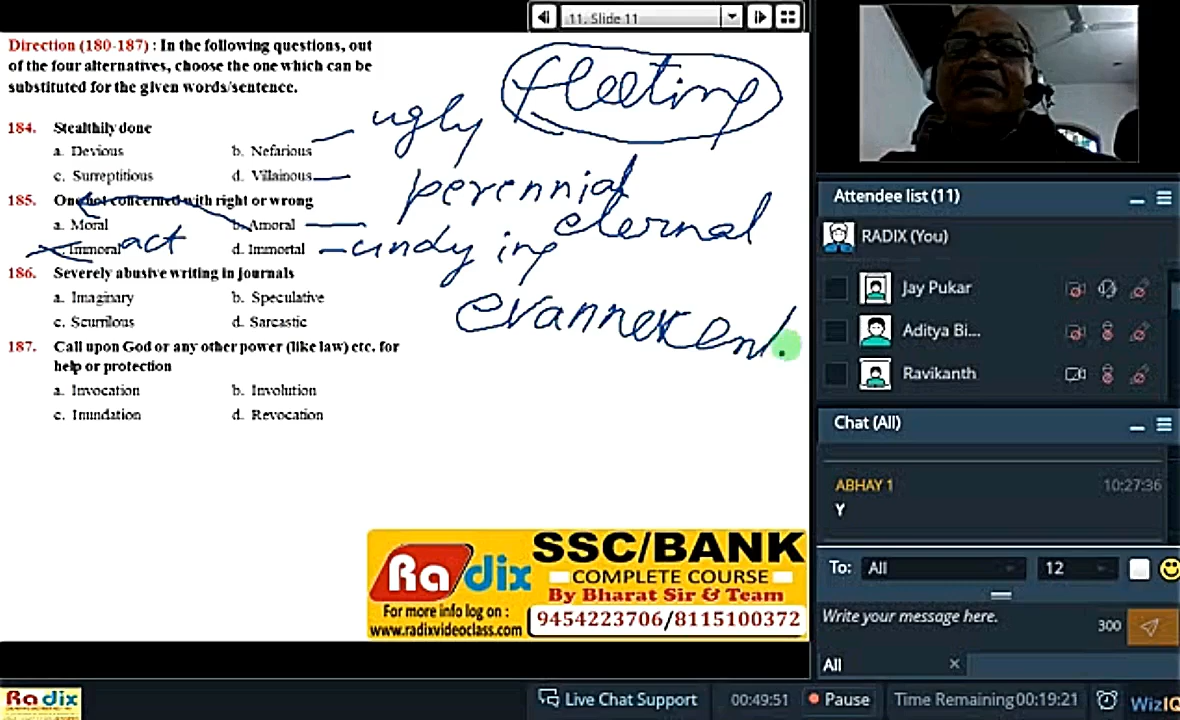 11. Slide 11
Direction (180-187) : In the following questions, out
of the four alternatives, choose the one which can be
substituted for the given words/sentence.
184. Stealthily done
a. Devious b. Nefarious
c. Surreptitious d. Villainous
185. One not concerned with right or wrong
a. Moral b. Amoral
c. Immoral d. Immortal
186. Severely abusive writing in journals
a. Imaginary b. Speculative
c. Scurrilous d. Sarcastic
187. Call upon God or any other power (like law) etc. for
help or protection
a. Invocation b. Involution
c. Inundation d. Revocation
fleeting
ugly
perennial
eternal
act
undying
evannexcent
Radix
For more info log on :
www.radixvideoclass.com
SSC/BANK
COMPLETE COURSE
By Bharat Sir & Team
9454223706/8115100372
Attendee list (11)
RADIX (You)
Jay Pukar
Aditya Bi...
Ravikanth
Chat (All)
ABHAY 1 10:27:36
Y
To: All 12
Write your message here. 300
All
Radix
Live Chat Support 00:49:51 Pause Time Remaining 00:19:21 WizIQ